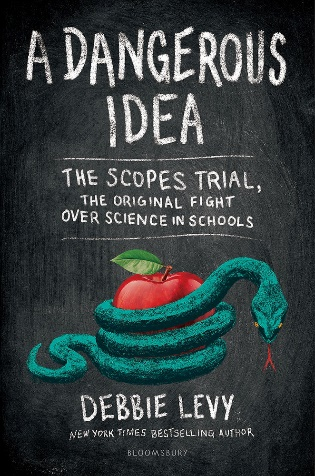 A DANGEROUS
IDEA
THE SCOPES TRIAL,
THE ORIGINAL FIGHT
OVER SCIENCE IN SCHOOLS
DEBBIE LEVY
NEW YORK TIMES BESTSELLING AUTHOR
BLOOMSBURY